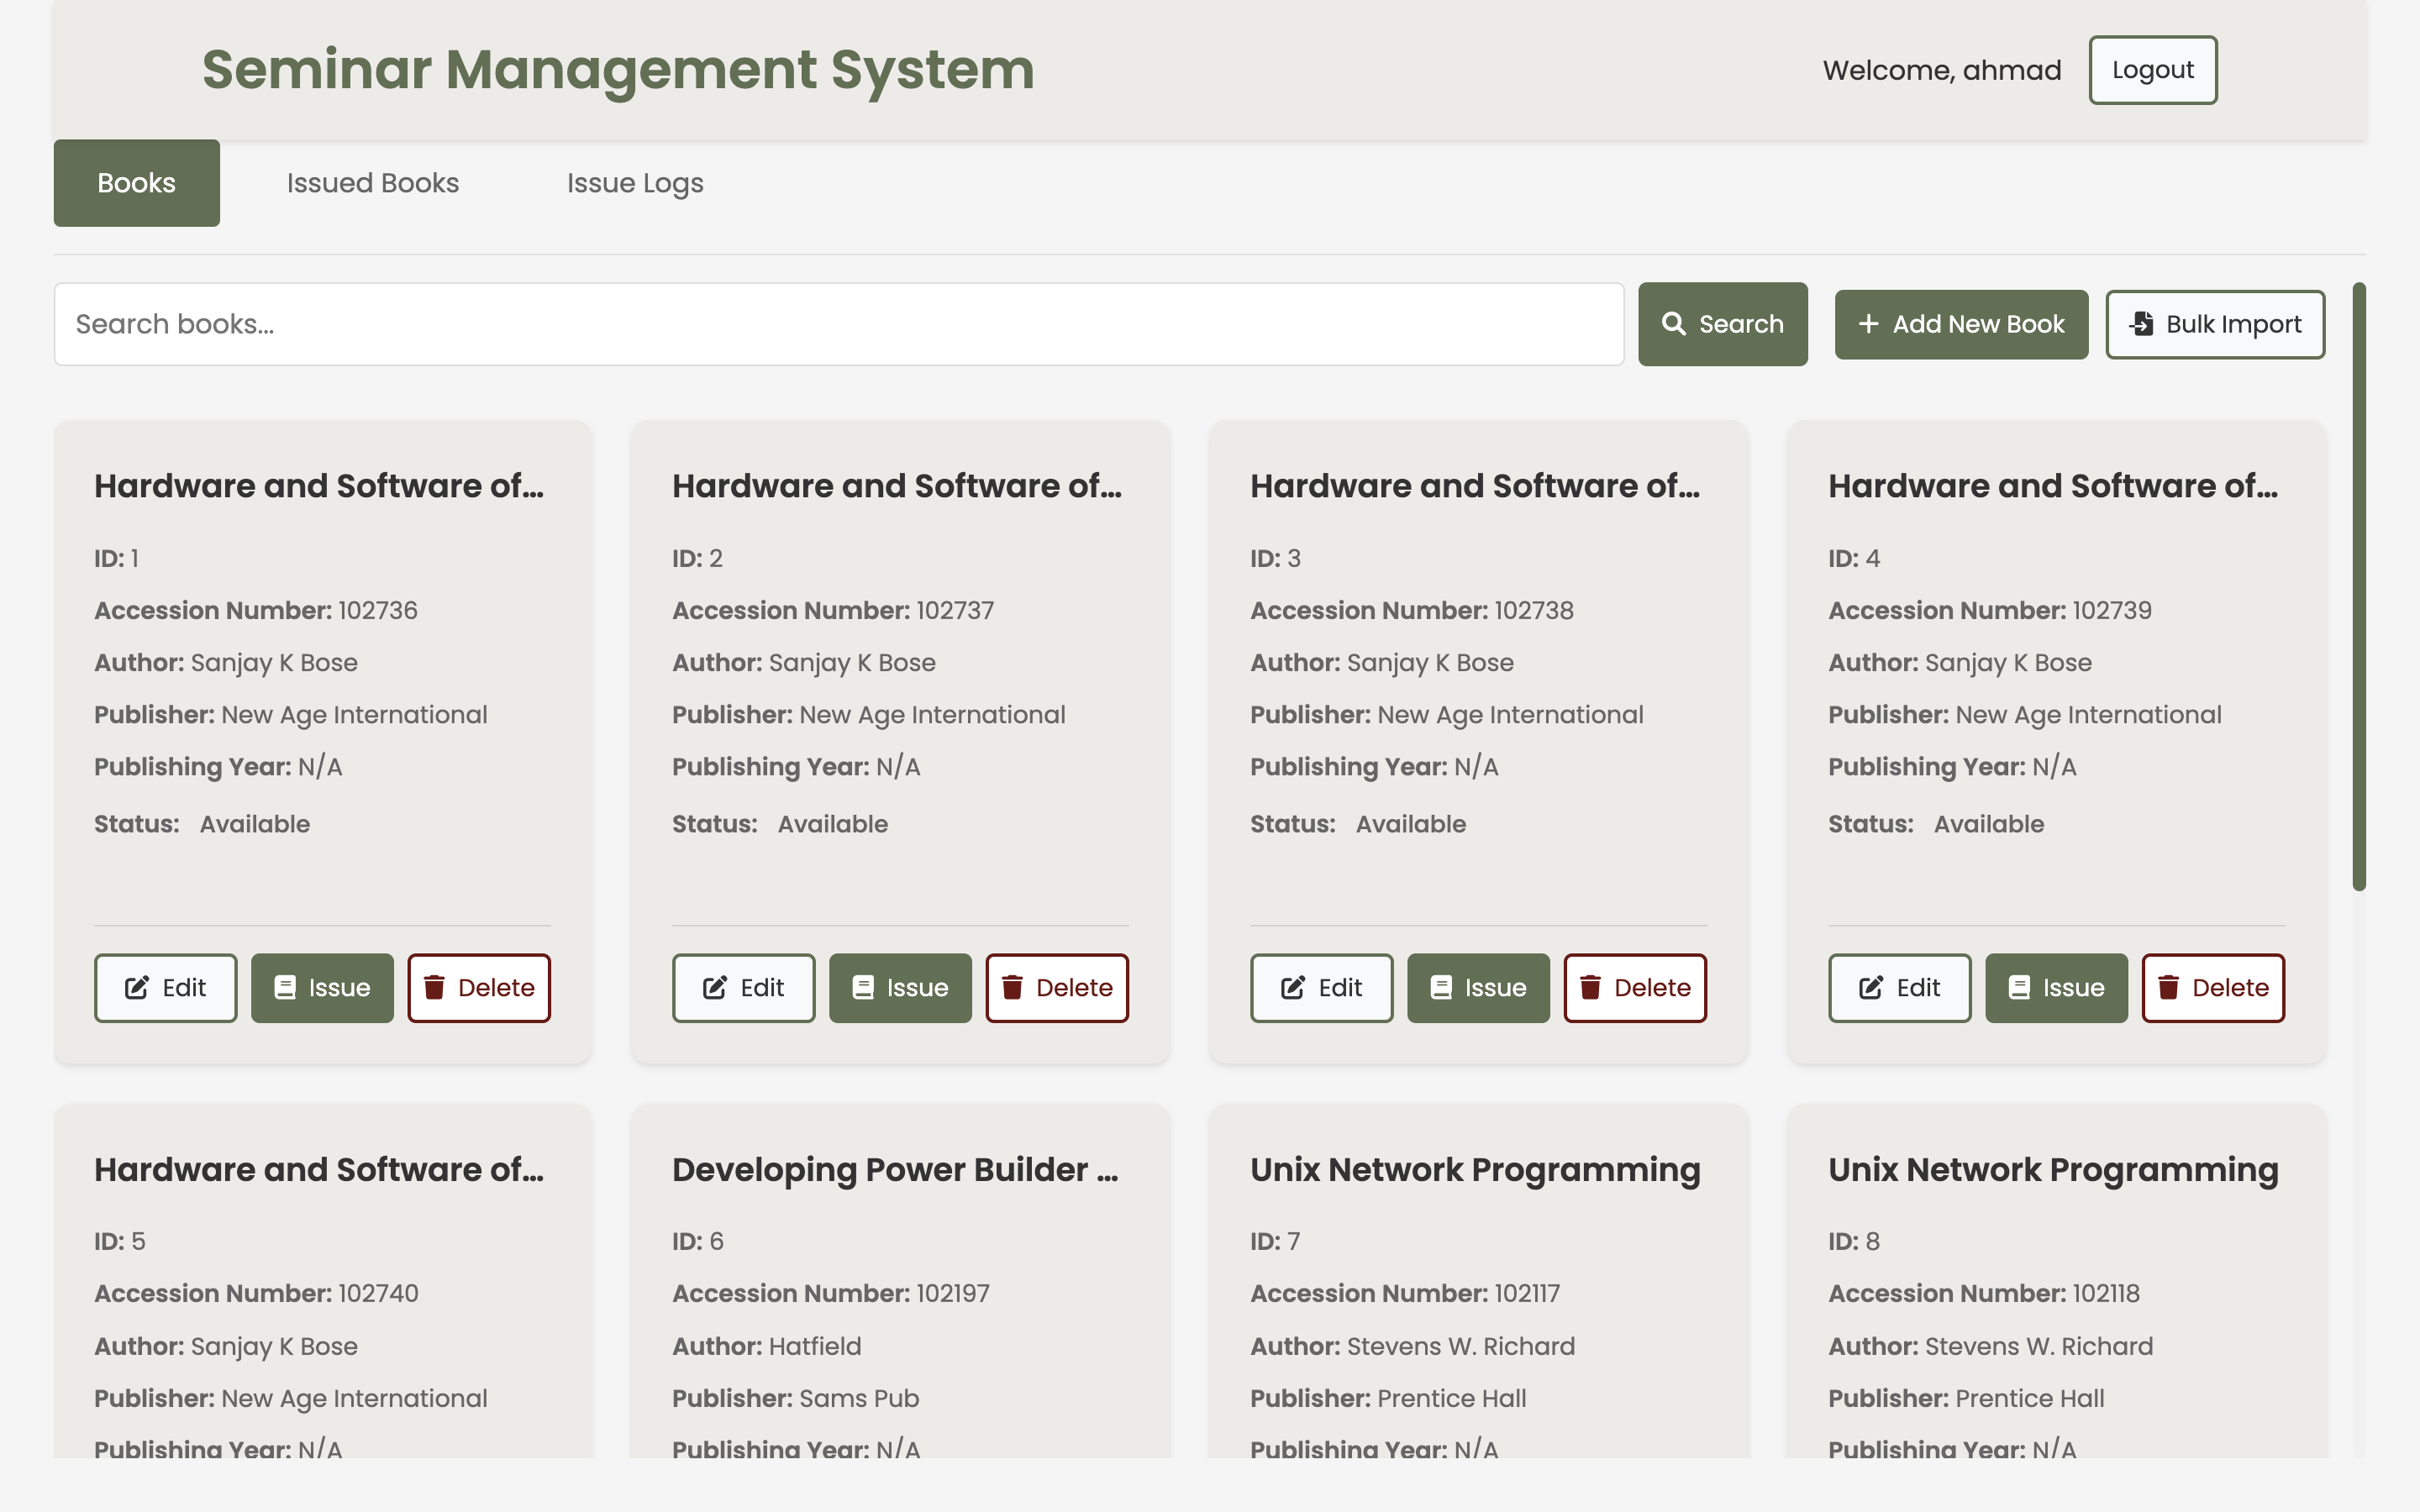 Seminar Management System
Welcome, ahmad
Logout
Books
Issued Books
Issue Logs
Search books...
Search
Add New Book
Bulk Import
Hardware and Software of...
ID: 1
Accession Number: 102736
Author: Sanjay K Bose
Publisher: New Age International
Publishing Year: N/A
Status: Available
Edit
Issue
Delete
Hardware and Software of...
ID: 2
Accession Number: 102737
Author: Sanjay K Bose
Publisher: New Age International
Publishing Year: N/A
Status: Available
Edit
Issue
Delete
Hardware and Software of...
ID: 3
Accession Number: 102738
Author: Sanjay K Bose
Publisher: New Age International
Publishing Year: N/A
Status: Available
Edit
Issue
Delete
Hardware and Software of...
ID: 4
Accession Number: 102739
Author: Sanjay K Bose
Publisher: New Age International
Publishing Year: N/A
Status: Available
Edit
Issue
Delete
Hardware and Software of...
ID: 5
Accession Number: 102740
Author: Sanjay K Bose
Publisher: New Age International
Publishing Year: N/A
Developing Power Builder ...
ID: 6
Accession Number: 102197
Author: Hatfield
Publisher: Sams Pub
Publishing Year: N/A
Unix Network Programming
ID: 7
Accession Number: 102117
Author: Stevens W. Richard
Publisher: Prentice Hall
Publishing Year: N/A
Unix Network Programming
ID: 8
Accession Number: 102118
Author: Stevens W. Richard
Publisher: Prentice Hall
Publishing Year: N/A